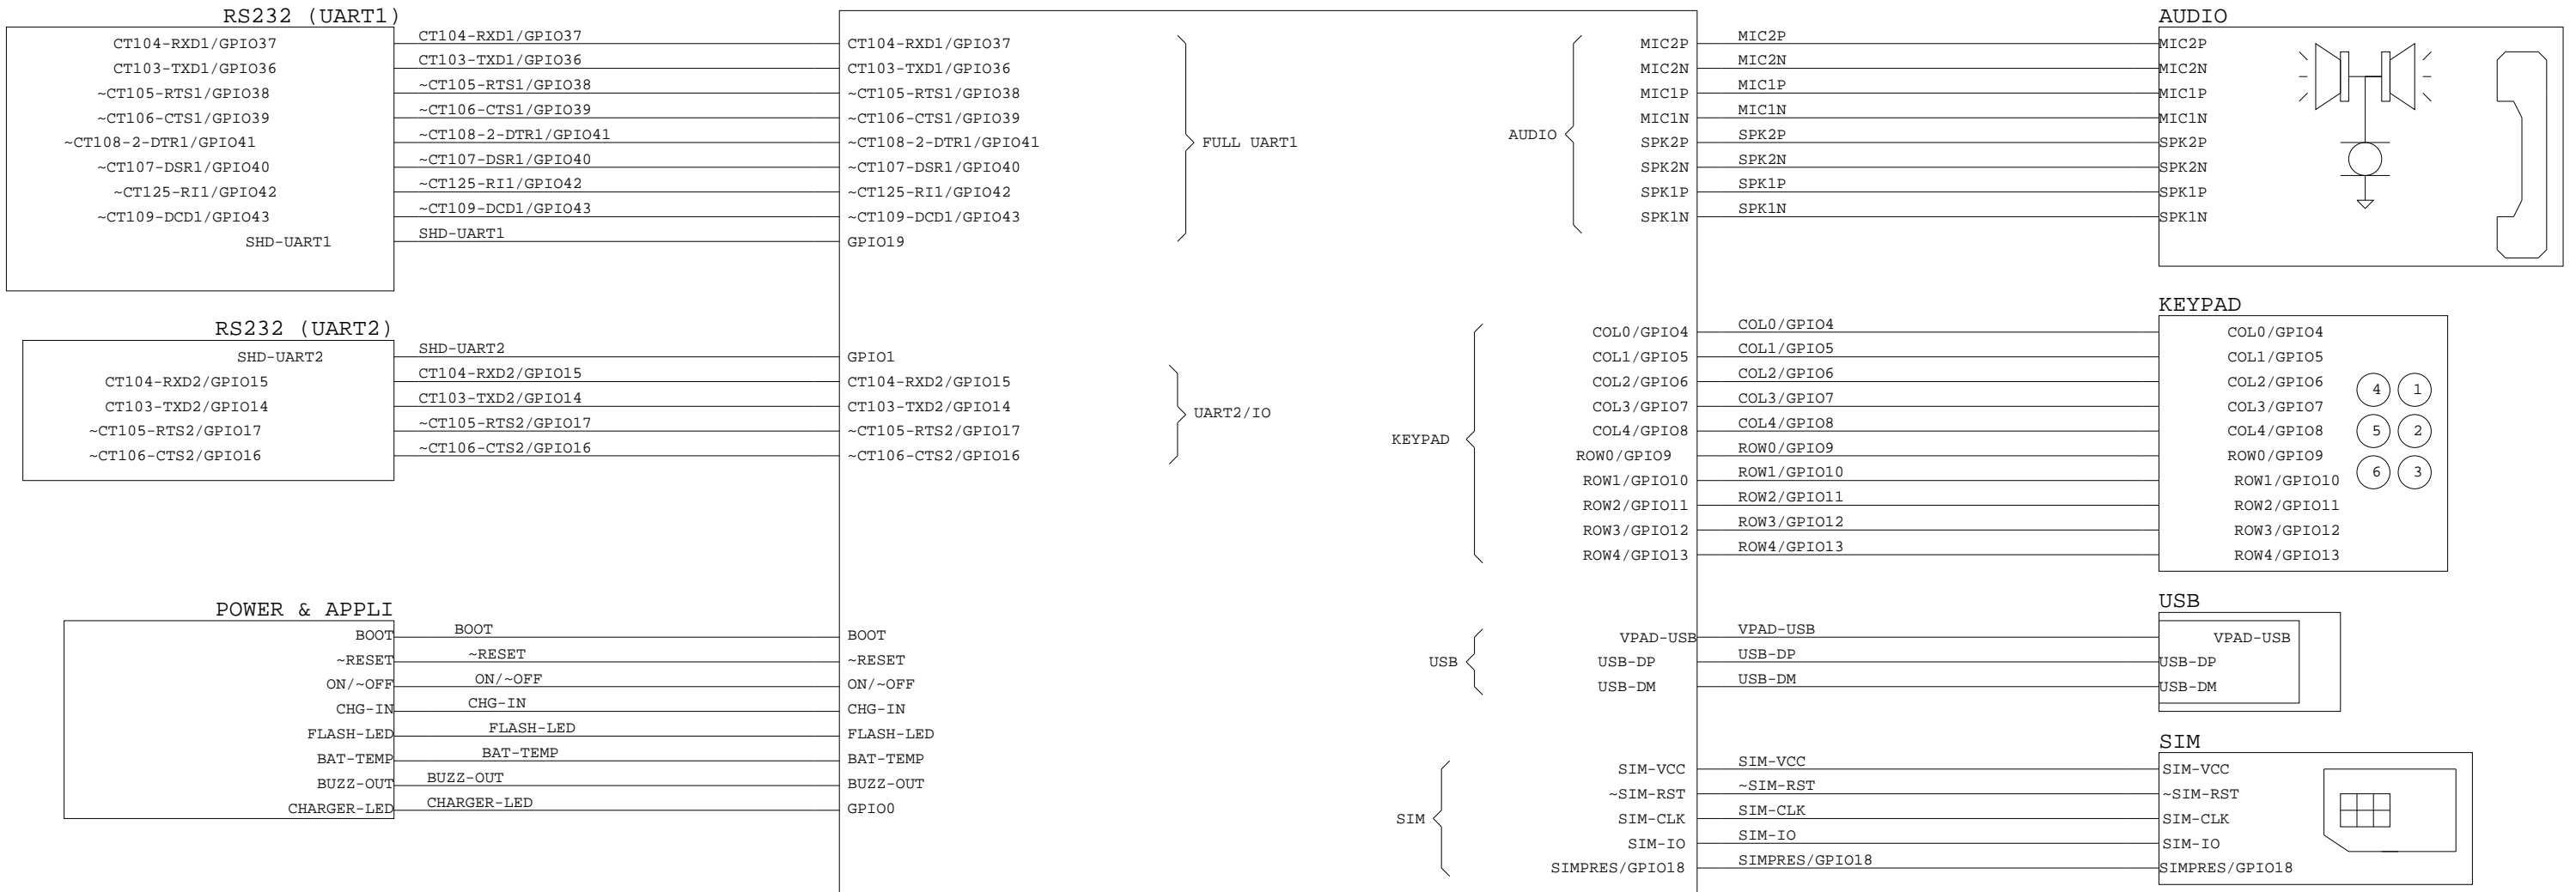 RS232 (UART1)
CT104-RXD1/GPIO37
CT103-TXD1/GPIO36
~CT105-RTS1/GPIO38
~CT106-CTS1/GPIO39
~CT108-2-DTR1/GPIO41
~CT107-DSR1/GPIO40
~CT125-RI1/GPIO42
~CT109-DCD1/GPIO43
SHD-UART1
CT104-RXD1/GPIO37
CT103-TXD1/GPIO36
~CT105-RTS1/GPIO38
~CT106-CTS1/GPIO39
~CT108-2-DTR1/GPIO41
~CT107-DSR1/GPIO40
~CT125-RI1/GPIO42
~CT109-DCD1/GPIO43
SHD-UART1
CT104-RXD1/GPIO37
CT103-TXD1/GPIO36
~CT105-RTS1/GPIO38
~CT106-CTS1/GPIO39
~CT108-2-DTR1/GPIO41
~CT107-DSR1/GPIO40
~CT125-RI1/GPIO42
~CT109-DCD1/GPIO43
GPIO19
FULL UART1
RS232 (UART2)
SHD-UART2
CT104-RXD2/GPIO15
CT103-TXD2/GPIO14
~CT105-RTS2/GPIO17
~CT106-CTS2/GPIO16
SHD-UART2
CT104-RXD2/GPIO15
CT103-TXD2/GPIO14
~CT105-RTS2/GPIO17
~CT106-CTS2/GPIO16
GPIO1
CT104-RXD2/GPIO15
CT103-TXD2/GPIO14
~CT105-RTS2/GPIO17
~CT106-CTS2/GPIO16
UART2/IO
POWER & APPLI
BOOT
~RESET
ON/~OFF
CHG-IN
FLASH-LED
BAT-TEMP
BUZZ-OUT
CHARGER-LED
BOOT
~RESET
ON/~OFF
CHG-IN
FLASH-LED
BAT-TEMP
BUZZ-OUT
CHARGER-LED
BOOT
~RESET
ON/~OFF
CHG-IN
FLASH-LED
BAT-TEMP
BUZZ-OUT
GPIO0
AUDIO
MIC2P
MIC2N
MIC1P
MIC1N
SPK2P
SPK2N
SPK1P
SPK1N
MIC2P
MIC2N
MIC1P
MIC1N
SPK2P
SPK2N
SPK1P
SPK1N
AUDIO
MIC2P
MIC2N
MIC1P
MIC1N
SPK2P
SPK2N
SPK1P
SPK1N
KEYPAD
COL0/GPIO4
COL1/GPIO5
COL2/GPIO6
COL3/GPIO7
COL4/GPIO8
ROW0/GPIO9
ROW1/GPIO10
ROW2/GPIO11
ROW3/GPIO12
ROW4/GPIO13
COL0/GPIO4
COL1/GPIO5
COL2/GPIO6
COL3/GPIO7
COL4/GPIO8
ROW0/GPIO9
ROW1/GPIO10
ROW2/GPIO11
ROW3/GPIO12
ROW4/GPIO13
KEYPAD
COL0/GPIO4
COL1/GPIO5
COL2/GPIO6
COL3/GPIO7
COL4/GPIO8
ROW0/GPIO9
ROW1/GPIO10
ROW2/GPIO11
ROW3/GPIO12
ROW4/GPIO13
4 1
5 2
6 3
USB
VPAD-USB
USB-DP
USB-DM
VPAD-USB
USB-DP
USB-DM
USB
VPAD-USB
USB-DP
USB-DM
SIM
SIM-VCC
~SIM-RST
SIM-CLK
SIM-IO
SIMPRES/GPIO18
SIM-VCC
~SIM-RST
SIM-CLK
SIM-IO
SIMPRES/GPIO18
SIM
SIM-VCC
~SIM-RST
SIM-CLK
SIM-IO
SIMPRES/GPIO18